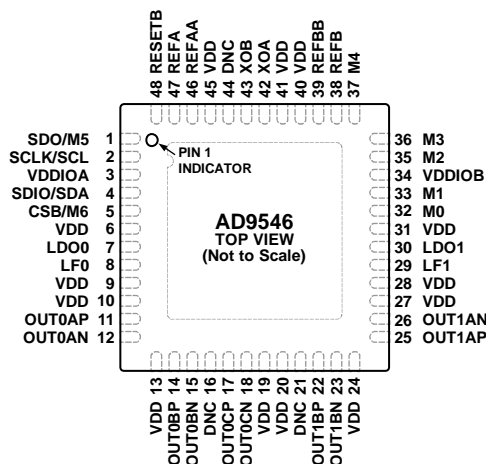 48 RESETB
47 REFA
46 REFAA
45 VDD
44 DNC
43 XOB
42 XOA
41 VDD
40 VDD
39 REFBB
38 REFB
37 M4
SDO/M5 1
SCLK/SCL 2
VDDIOA 3
SDIO/SDA 4
CSB/M6 5
VDD 6
LDO0 7
LF0 8
VDD 9
VDD 10
OUT0AP 11
OUT0AN 12
PIN 1
INDICATOR
AD9546
TOP VIEW
(Not to Scale)
36 M3
35 M2
34 VDDIOB
33 M1
32 M0
31 VDD
30 LDO1
29 LF1
28 VDD
27 VDD
26 OUT1AN
25 OUT1AP
VDD 13
OUT0BP 14
OUT0BN 15
DNC 16
OUT0CP 17
OUT0CN 18
VDD 19
VDD 20
DNC 21
OUT1BP 22
OUT1BN 23
VDD 24